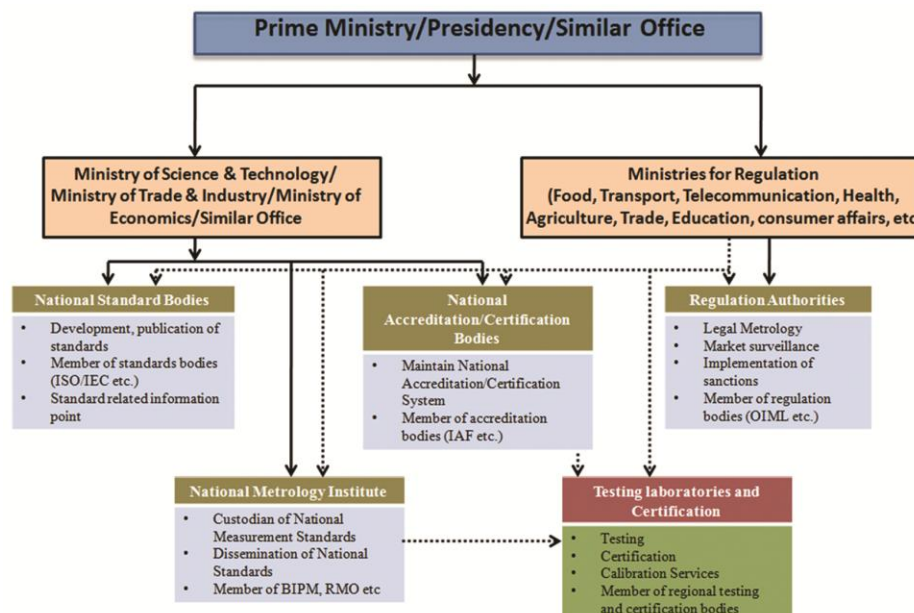 Prime Ministry/Presidency/Similar Office
Ministry of Science & Technology/
Ministry of Trade & Industry/Ministry of
Economics/Similar Office
Ministries for Regulation
(Food, Transport, Telecommunication, Health,
Agriculture, Trade, Education, consumer affairs, etc
National Standard Bodies
• Development, publication of
standards
• Member of standards bodies
(ISO/IEC etc.)
• Standard related information
point
National
Accreditation/Certification
Bodies
• Maintain National
Accreditation/Certification
System
• Member of accreditation
bodies (IAF etc.)
Regulation Authorities
• Legal Metrology
• Market surveillance
• Implementation of
sanctions
• Member of regulation
bodies (OIML etc.)
National Metrology Institute
• Custodian of National
Measurement Standards
• Dissemination of National
Standards
• Member of BIPM, RMO etc
Testing laboratories and
Certification
• Testing
• Certification
• Calibration Services
• Member of regional testing
and certification bodies